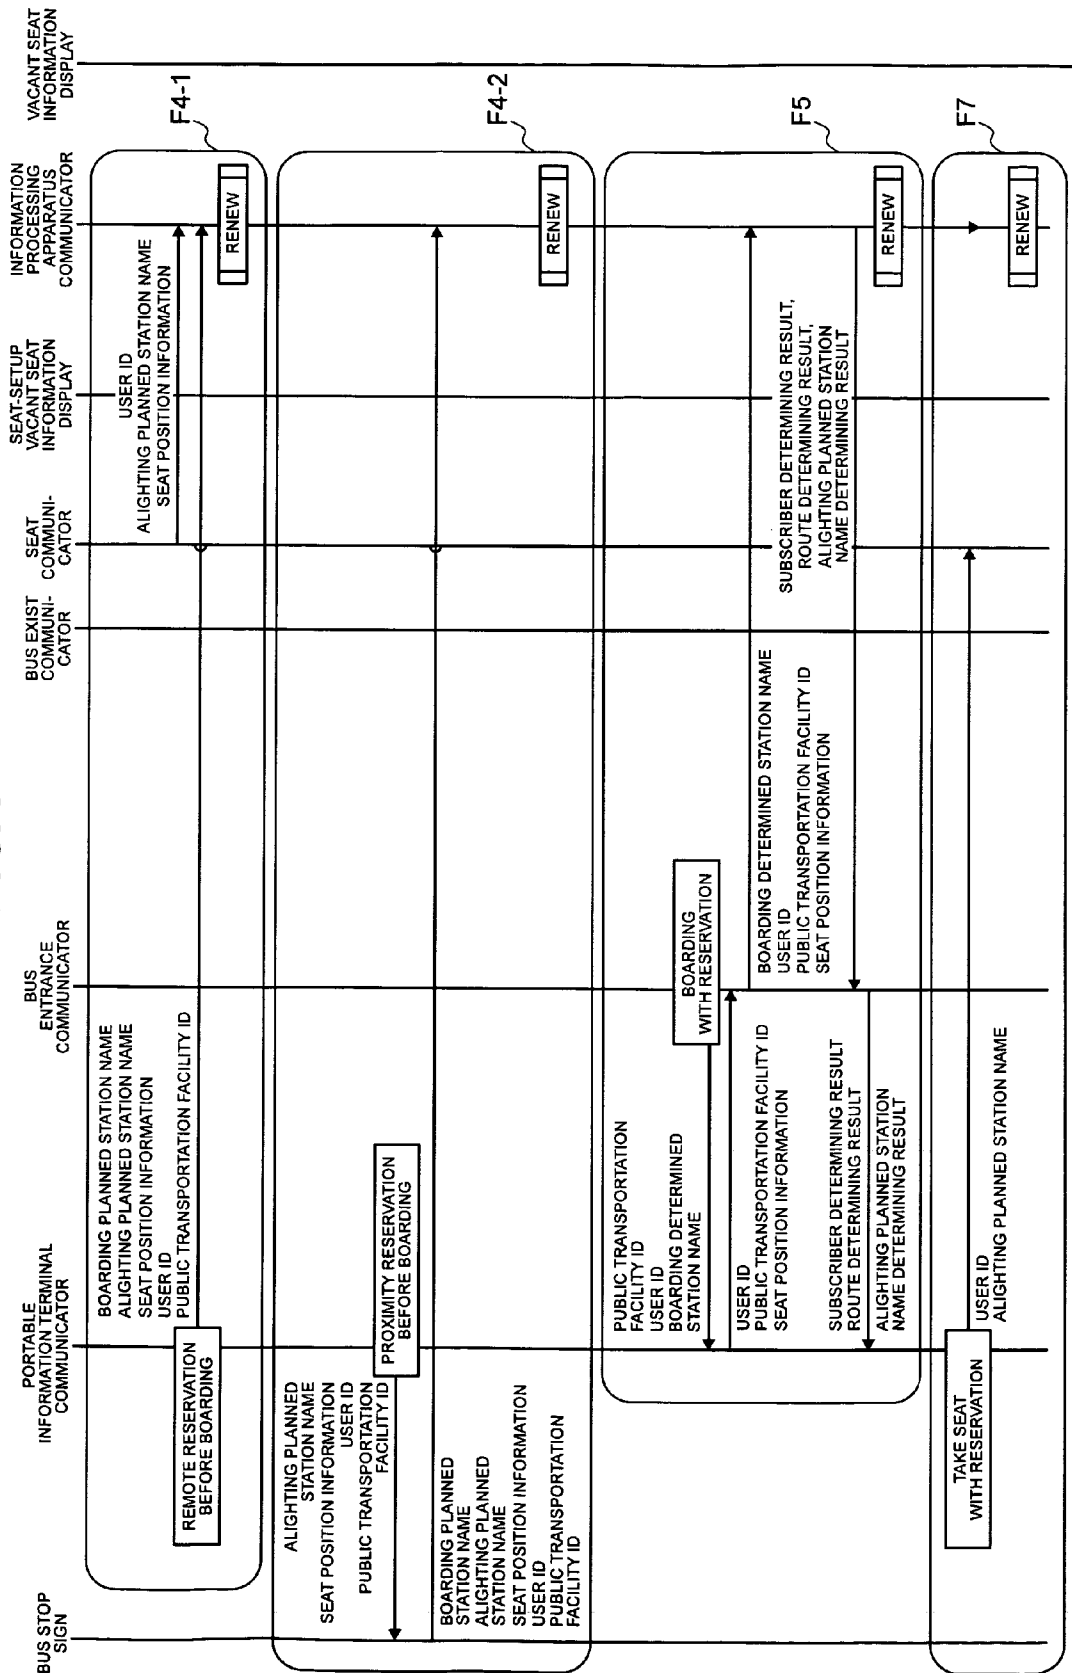 BUS STOP
SIGN
PORTABLE
INFORMATION TERMINAL
COMMUNICATOR
BUS
ENTRANCE
COMMUNICATOR
BUS EXIST
COMMUNI-
CATOR
SEAT
COMMUNI-
CATOR
SEAT-SETUP
VACANT SEAT
INFORMATION
DISPLAY
INFORMATION
PROCESSING
APPARATUS
COMMUNICATOR
VACANT SEAT
INFORMATION
DISPLAY
F4-1
REMOTE RESERVATION
BEFORE BOARDING
BOARDING PLANNED STATION NAME
ALIGHTING PLANNED STATION NAME
SEAT POSITION INFORMATION
USER ID
PUBLIC TRANSPORTATION FACILITY ID
USER ID
ALIGHTING PLANNED STATION NAME
SEAT POSITION INFORMATION
RENEW
F4-2
PROXIMITY RESERVATION
BEFORE BOARDING
ALIGHTING PLANNED
STATION NAME
SEAT POSITION INFORMATION
USER ID
PUBLIC TRANSPORTATION
FACILITY ID
BOARDING PLANNED
STATION NAME
ALIGHTING PLANNED
STATION NAME
SEAT POSITION INFORMATION
USER ID
PUBLIC TRANSPORTATION
FACILITY ID
RENEW
F5
BOARDING
WITH RESERVATION
PUBLIC TRANSPORTATION
FACILITY ID
USER ID
BOARDING DETERMINED
STATION NAME
USER ID
PUBLIC TRANSPORTATION FACILITY ID
SEAT POSITION INFORMATION
BOARDING DETERMINED STATION NAME
USER ID
PUBLIC TRANSPORTATION FACILITY ID
SEAT POSITION INFORMATION
SUBSCRIBER DETERMINING RESULT,
ROUTE DETERMINING RESULT,
ALIGHTING PLANNED STATION
NAME DETERMINING RESULT
SUBSCRIBER DETERMINING RESULT
ROUTE DETERMINING RESULT
ALIGHTING PLANNED STATION
NAME DETERMINING RESULT
RENEW
F7
TAKE SEAT
WITH RESERVATION
USER ID
ALIGHTING PLANNED STATION NAME
RENEW